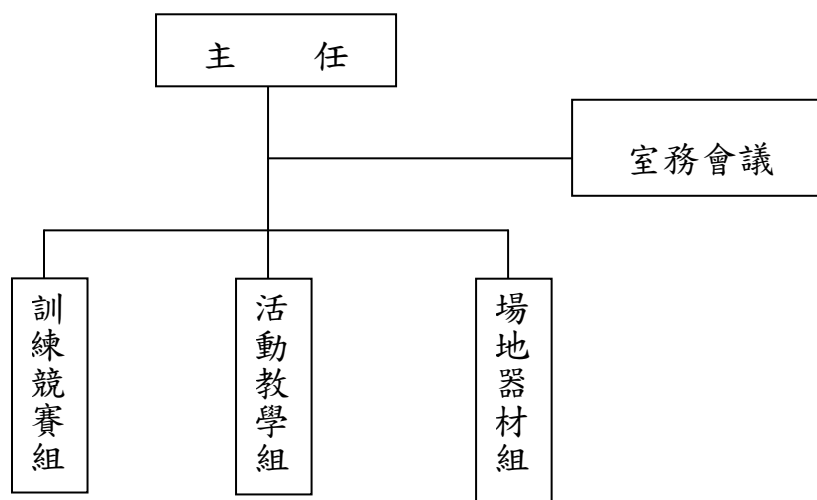 主 任
室務會議
訓練競賽組
活動教學組
場地器材組